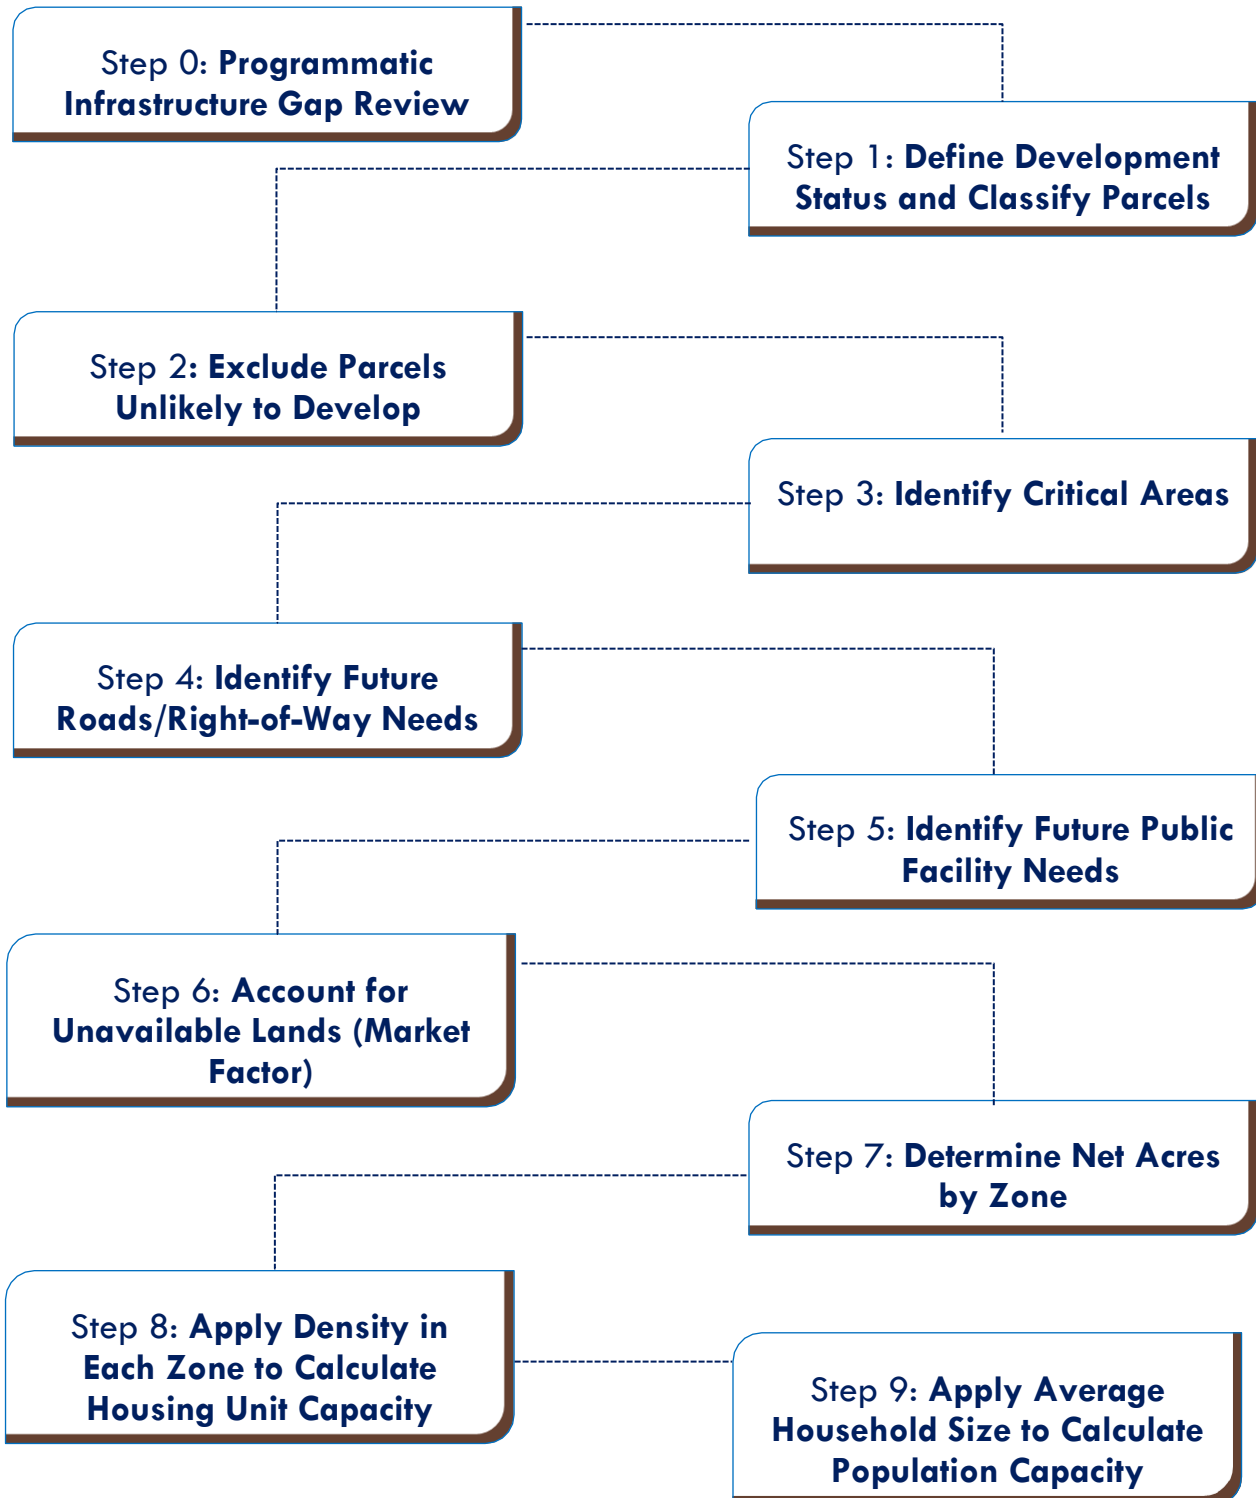 Step 0: Programmatic
Infrastructure Gap Review
Step 1: Define Development
Status and Classify Parcels
Step 2: Exclude Parcels
Unlikely to Develop
Step 3: Identify Critical Areas
Step 4: Identify Future
Roads/Right-of-Way Needs
Step 5: Identify Future Public
Facility Needs
Step 6: Account for
Unavailable Lands (Market
Factor)
Step 7: Determine Net Acres
by Zone
Step 8: Apply Density in
Each Zone to Calculate
Housing Unit Capacity
Step 9: Apply Average
Household Size to Calculate
Population Capacity